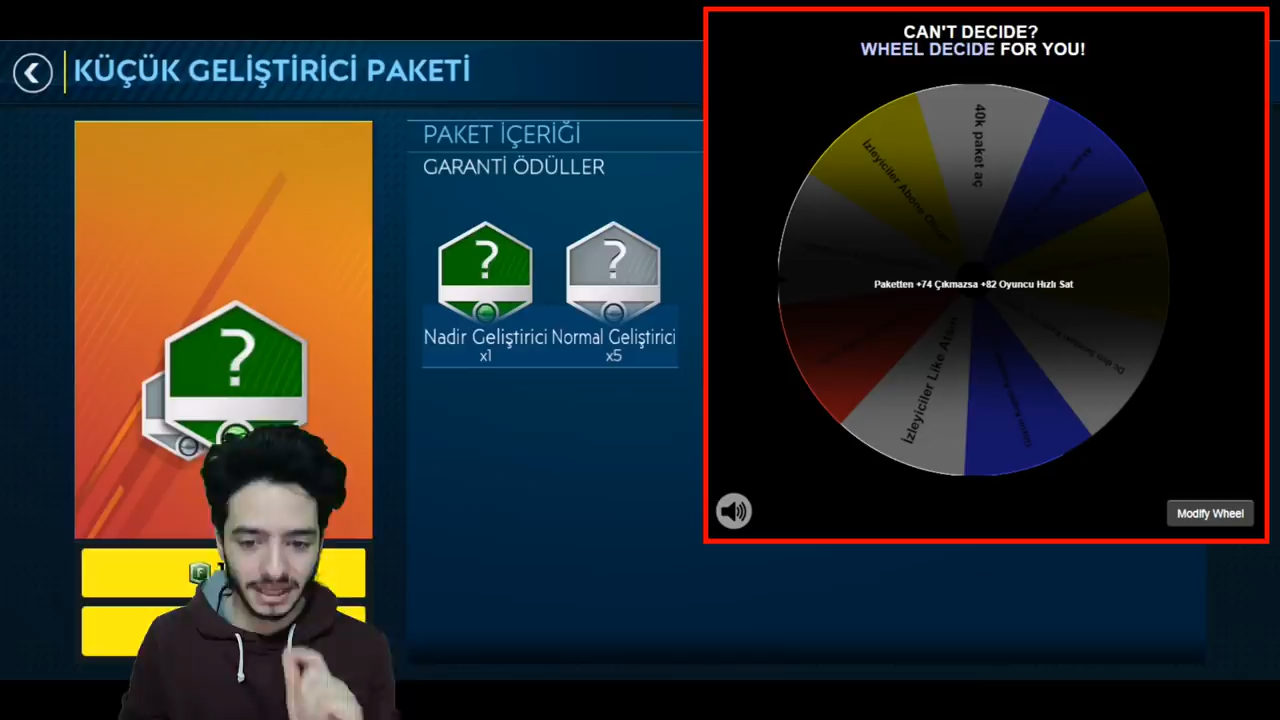 KÜÇÜK GELİŞTİRİCİ PAKETİ
PAKET İÇERİĞİ
GARANTİ ÖDÜLLER
?
?
?
Nadir Geliştirici
x1
Normal Geliştirici
x5
CAN'T DECIDE?
WHEEL DECIDE FOR YOU!
40k paket aç
İzleyiciler Abone Olsun
Paketten +74 Çıkmazsa +82 Oyuncu Hızlı Sat
İzleyiciler Like Atsın
Modify Wheel